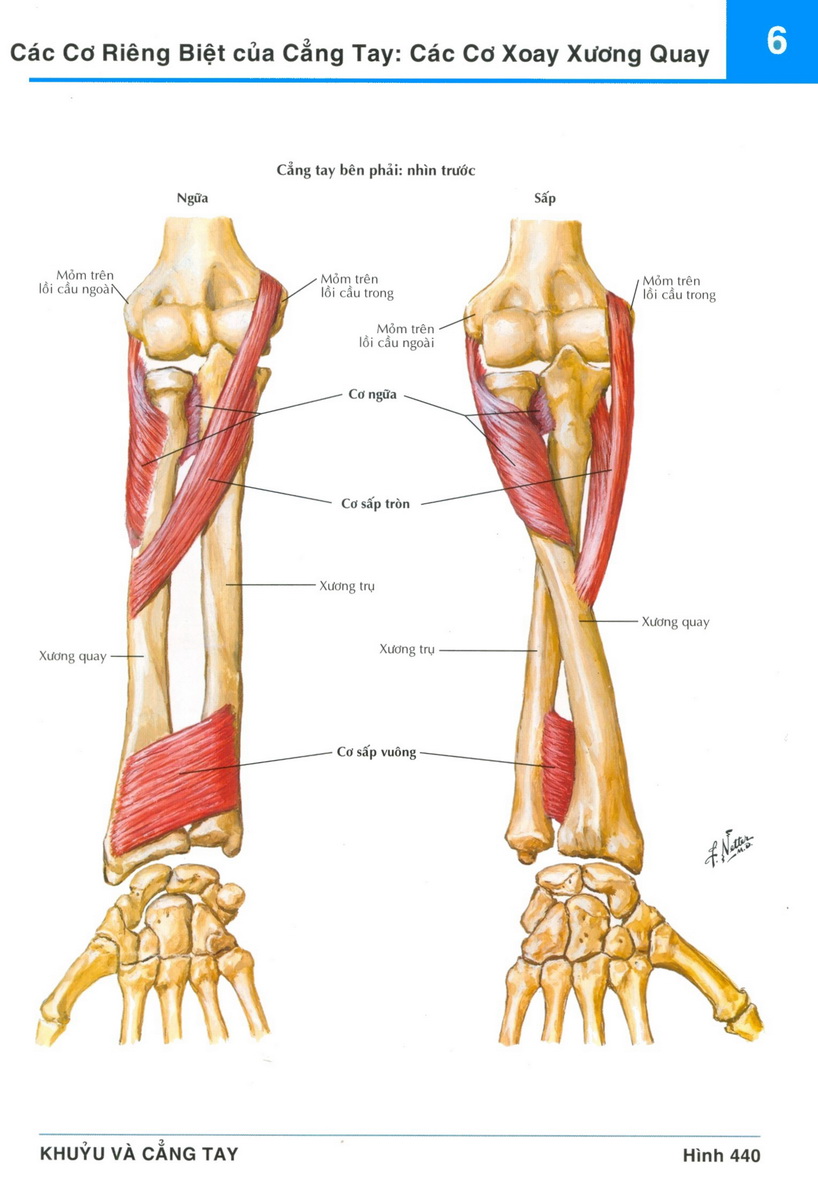 Các Cơ Riêng Biệt của Cẳng Tay: Các Cơ Xoay Xương Quay
6
Cẳng tay bên phải: nhìn trước
Ngữa
Sấp
Mỏm trên
lồi cầu ngoài
Mỏm trên
lồi cầu trong
Mỏm trên
lồi cầu ngoài
Mỏm trên
lồi cầu trong
Cơ ngữa
Cơ sấp tròn
Xương trụ
Xương quay
Xương trụ
Xương quay
Cơ sấp vuông
F. Netter
M.D.
KHUỶU VÀ CẲNG TAY
Hình 440